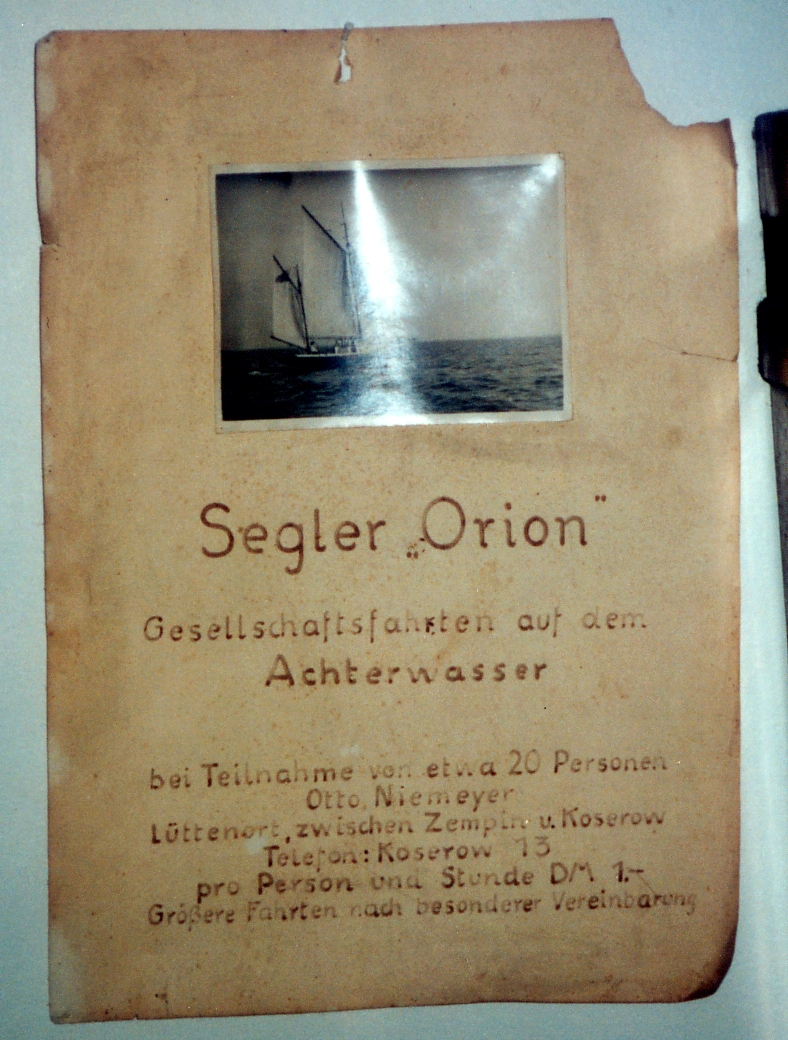 Segler „Orion"
Gesellschaftsfahrten auf dem
Achterwasser
bei Teilnahme von etwa 20 Personen
Otto Niemeyer
Lüttenort, zwischen Zempin u. Koserow
Telefon: Koserow 13
pro Person und Stunde DM 1.-
Größere Fahrten nach besonderer Vereinbarung